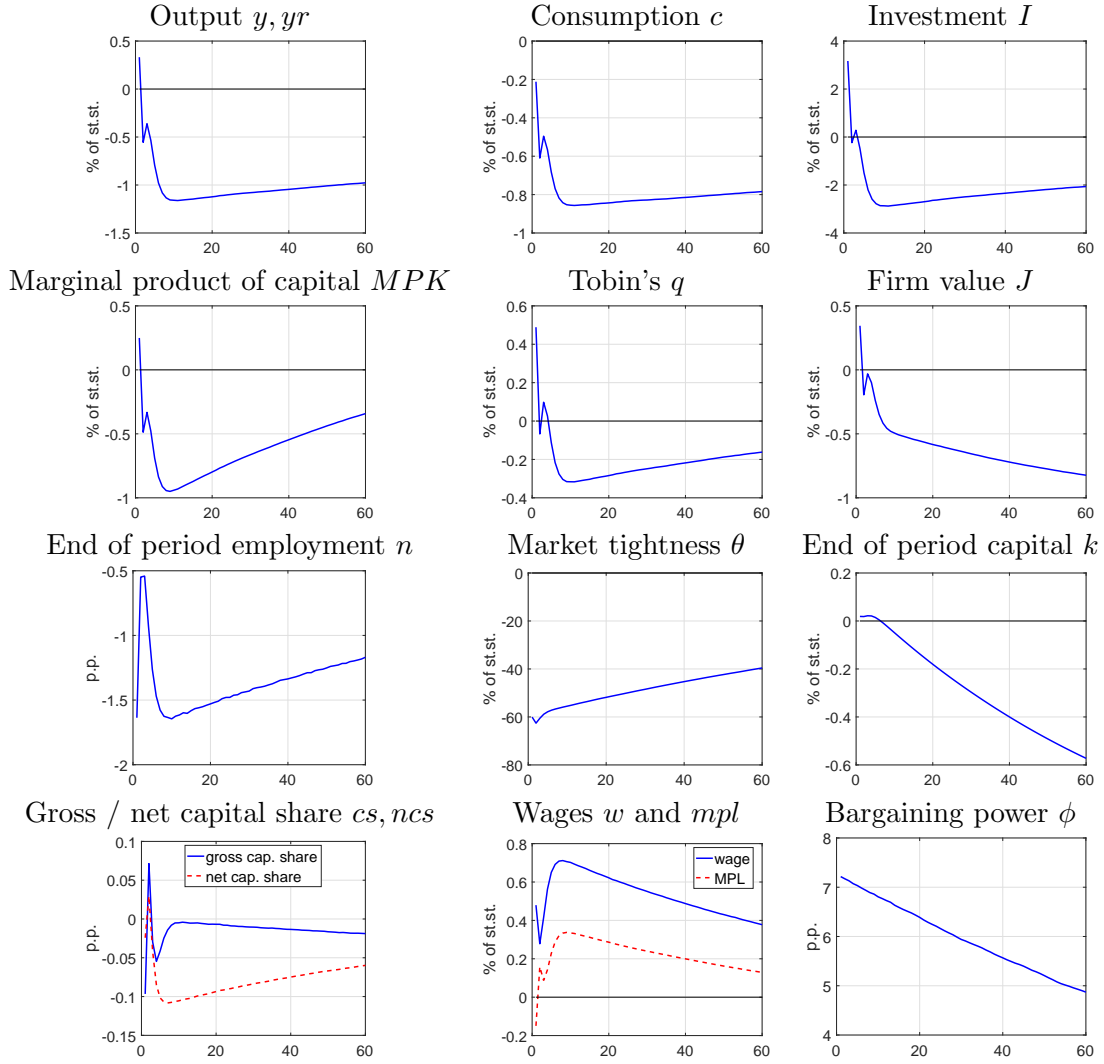 Output y, yr
Consumption c
Investment I
0.5
0
-0.5
-1
-1.5
% of st.st.
0 20 40 60
0
-0.2
-0.4
-0.6
-0.8
-1
% of st.st.
0 20 40 60
4
2
0
-2
-4
% of st.st.
0 20 40 60
Marginal product of capital MPK
Tobin's q
Firm value J
0.5
0
-0.5
-1
% of st.st.
0 20 40 60
0.6
0.4
0.2
0
-0.2
-0.4
% of st.st.
0 20 40 60
0.5
0
-0.5
-1
% of st.st.
0 20 40 60
End of period employment n
Market tightness θ
End of period capital k
-0.5
-1
-1.5
-2
p.p.
0 20 40 60
0
-20
-40
-60
-80
% of st.st.
0 20 40 60
0.2
0
-0.2
-0.4
-0.6
% of st.st.
0 20 40 60
Gross / net capital share cs, ncs
Wages w and mpl
Bargaining power ϕ
0.1
0.05
0
-0.05
-0.1
-0.15
p.p.
gross cap. share
net cap. share
0 20 40 60
0.8
0.6
0.4
0.2
0
-0.2
% of st.st.
wage
MPL
0 20 40 60
8
7
6
5
4
p.p.
0 20 40 60